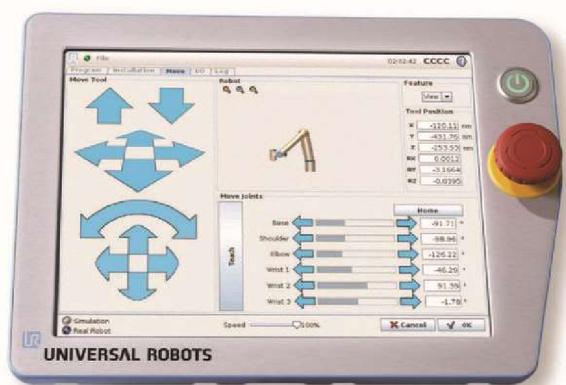 File
02:02:42 CCCC
Program Installation Move I/O Log
Move Tool
Robot
Feature
View
Tool Position
X -120.11 mm
Y -431.76 mm
Z -253.93 mm
RX 0.0012
RY -3.1664
RZ -0.0395
Move Joints
Home
Teach
Base -91.71 °
Shoulder -98.96 °
Elbow -126.22 °
Wrist 1 -46.29 °
Wrist 2 91.39 °
Wrist 3 -1.78 °
Simulation
Real Robot
Speed 100%
Cancel
OK
UR
UNIVERSAL ROBOTS